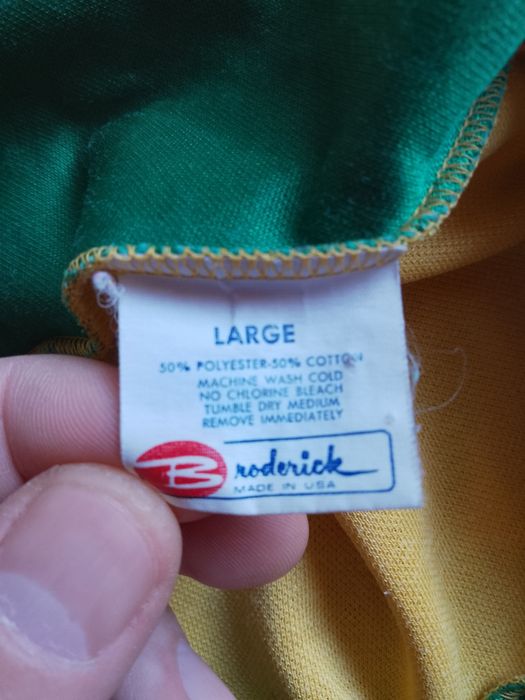 LARGE
50% POLYESTER-50% COTTON
MACHINE WASH COLD
NO CHLORINE BLEACH
TUMBLE DRY MEDIUM
REMOVE IMMEDIATELY
Broderick
MADE IN USA